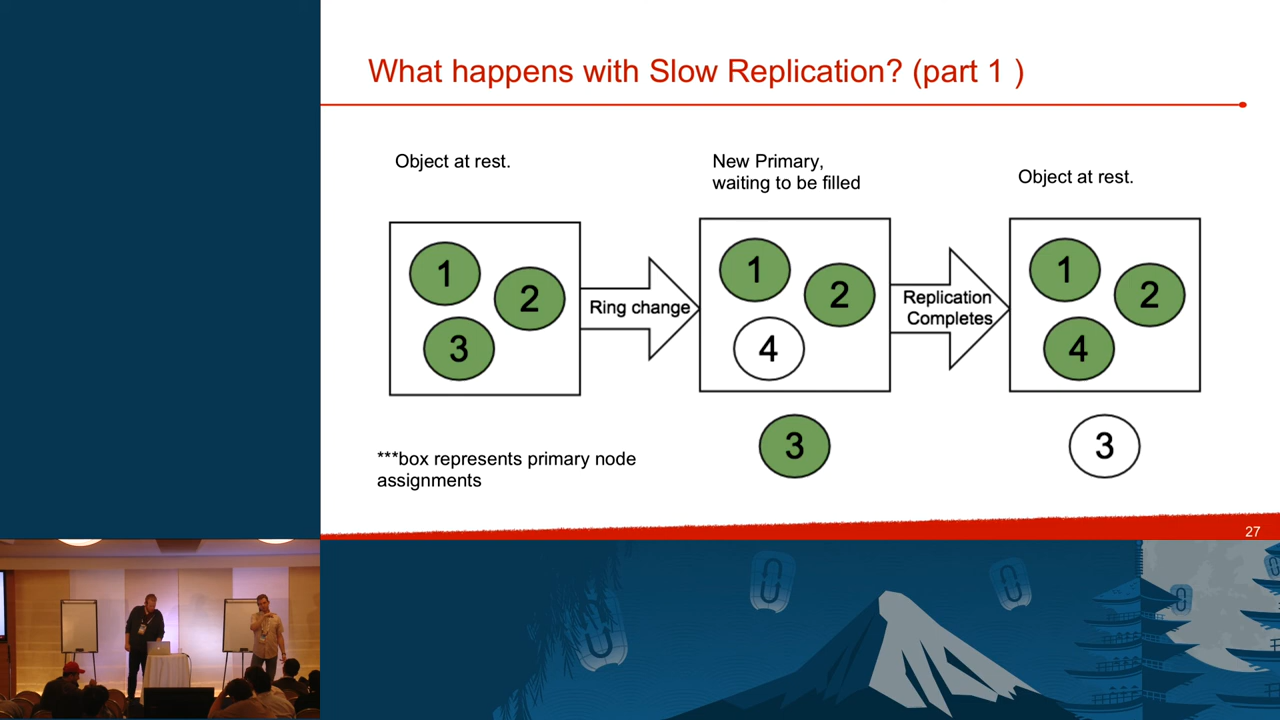 What happens with Slow Replication? (part 1 )
Object at rest.
New Primary,
waiting to be filled
Object at rest.
1
2
3
Ring change
1
2
4
3
Replication
Completes
1
2
4
3
***box represents primary node
assignments
27